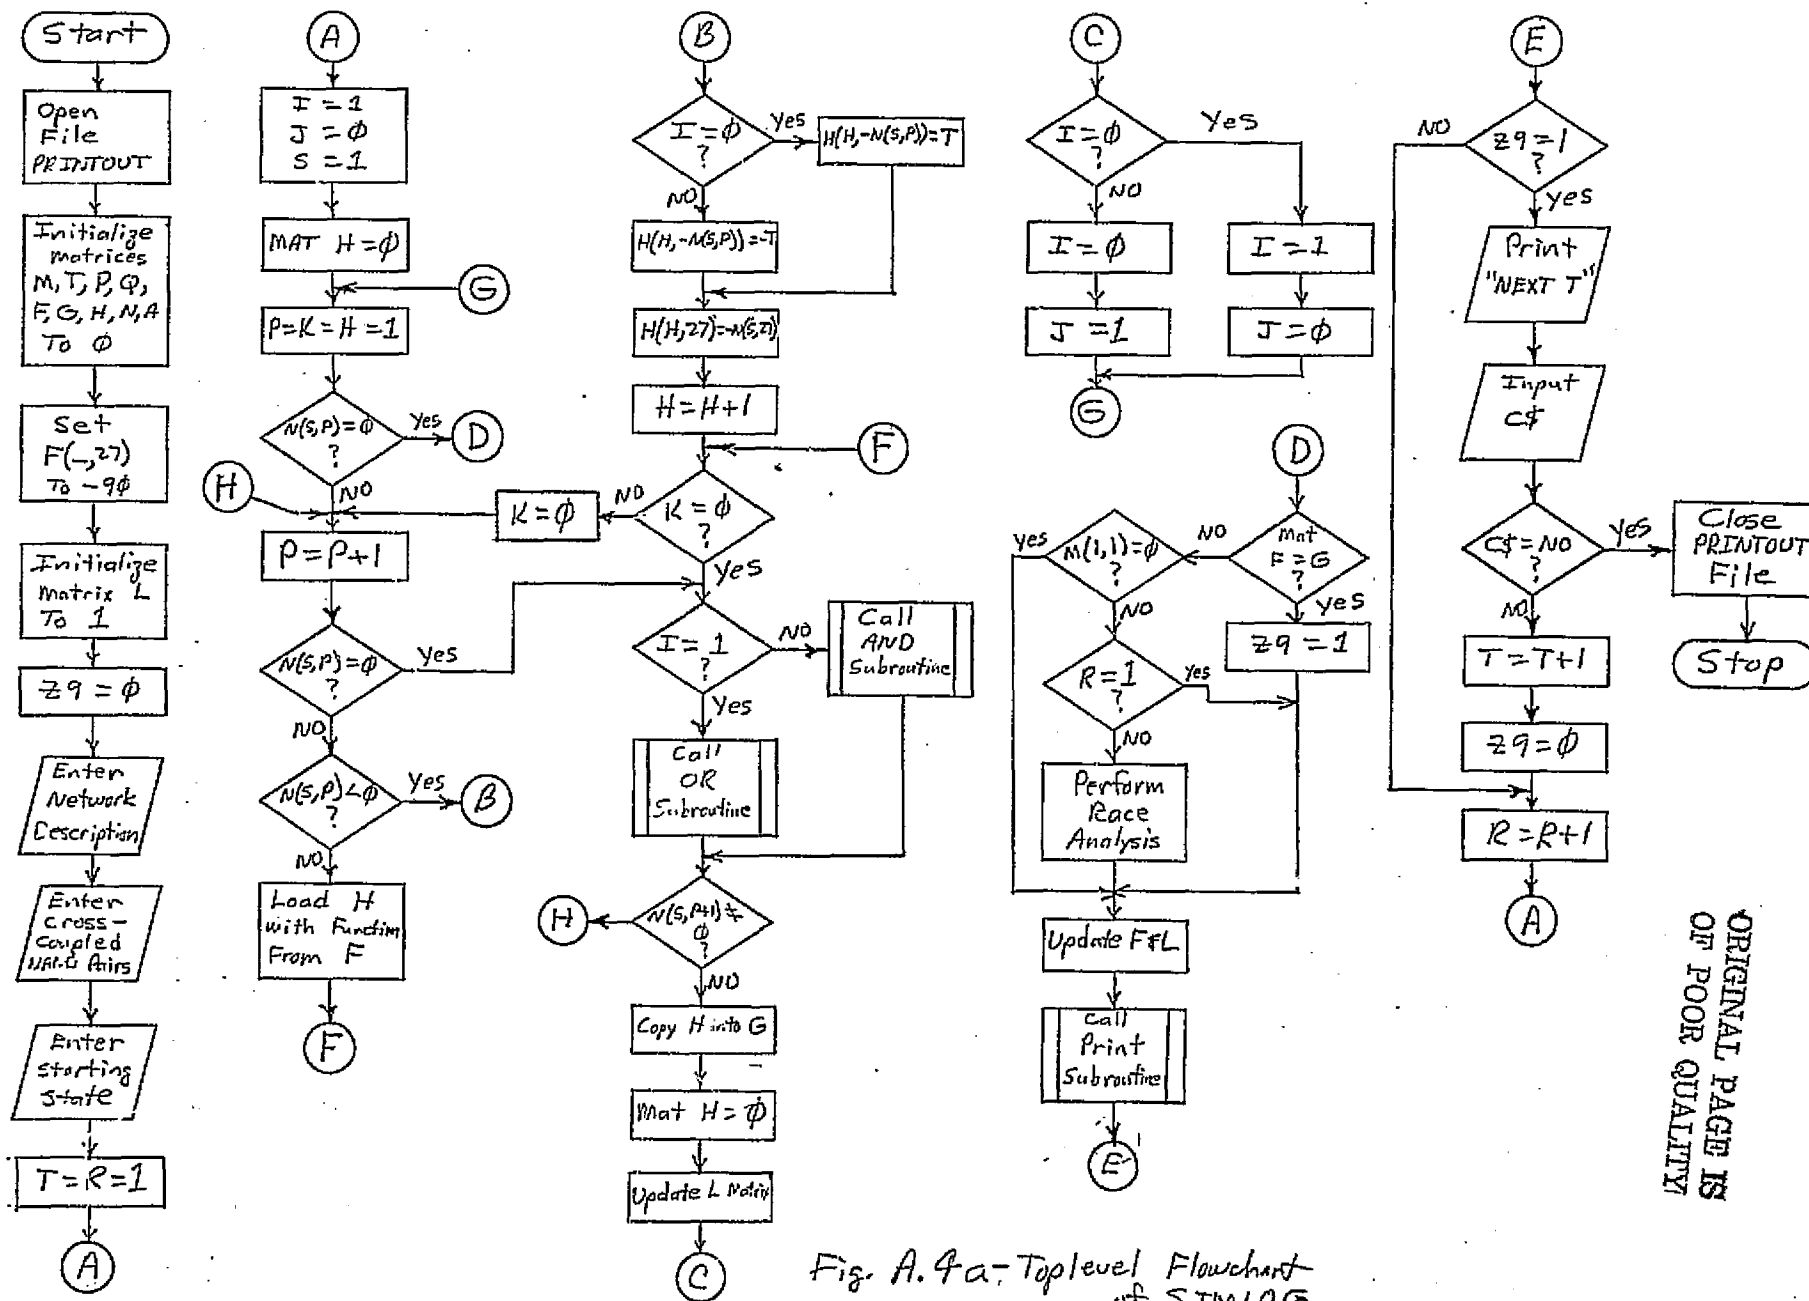 Start
Open
File
PRINTOUT
Initialize
Matrices
M, T, P, Q,
F, G, H, N, A
To φ
Set
F(-,27)
To -9φ
Initialize
Matrix L
To 1
Z9 = φ
Enter
Network
Description
Enter
Cross-
Coupled
NAND Pairs
Enter
Starting
State
T=R=1
A
A
I = 1
J = φ
S = 1
MAT H=φ
G
P=K=H=1
N(S,P)=φ
?
Yes
D
NO
H
P=P+1
N(S,P)=φ
?
Yes
NO
N(S,P)<φ
?
Yes
B
NO
Load H
with Function
From F
F
B
I=φ
?
Yes
H(H,-N(S,P))=T
NO
H(H,-N(S,P))=-T
H(H,27)=-N(S,27)
H=H+1
F
K=φ
?
NO
K=φ
Yes
I=1
?
NO
Call
AND
Subroutine
Yes
Call
OR
Subroutine
N(S,P+1)≠
φ
?
H
NO
Copy H into G
Mat H=φ
Update L Matrix
C
C
I=φ
?
Yes
NO
I=φ
I=1
J=1
J=φ
G
D
Mat
F=G
?
NO
M(1,1)=φ
?
Yes
Yes
Z9=1
NO
R=1
?
Yes
NO
Perform
Race
Analysis
Update F&L
Call
Print
Subroutine
E
E
Z9=1
?
NO
Yes
Print
"NEXT T"
Input
C$
C$=NO
?
Yes
Close
PRINTOUT
File
Stop
NO
T=T+1
Z9=φ
R=R+1
A
ORIGINAL PAGE IS
OF POOR QUALITY
Fig. A.4a- Toplevel Flowchart
of SIMLOG